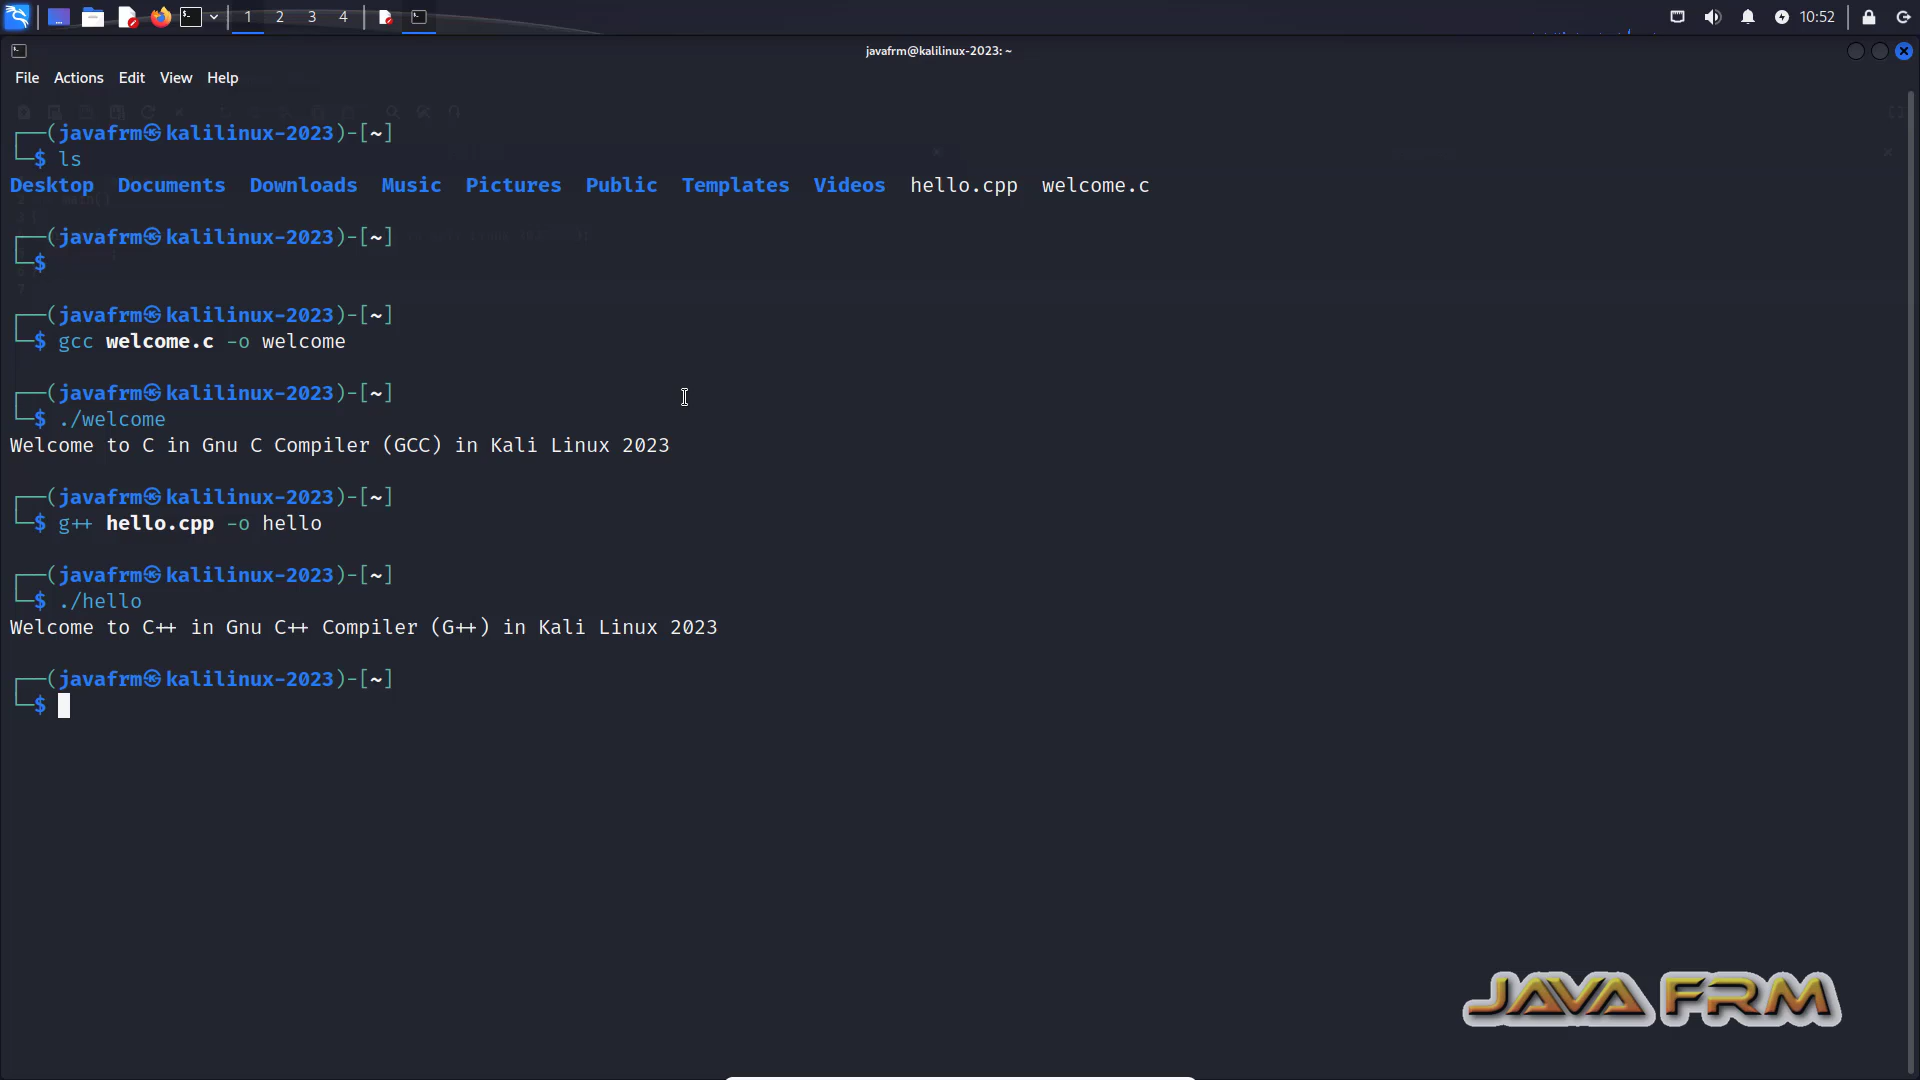 1 2 3 4 10:52
javafrm@kalilinux-2023: ~
File Actions Edit View Help
┌──(javafrm㉿kalilinux-2023)-[~]
└─$ ls
Desktop Documents Downloads Music Pictures Public Templates Videos hello.cpp welcome.c
┌──(javafrm㉿kalilinux-2023)-[~]
└─$
┌──(javafrm㉿kalilinux-2023)-[~]
└─$ gcc welcome.c -o welcome
┌──(javafrm㉿kalilinux-2023)-[~]
└─$ ./welcome
Welcome to C in Gnu C Compiler (GCC) in Kali Linux 2023
┌──(javafrm㉿kalilinux-2023)-[~]
└─$ g++ hello.cpp -o hello
┌──(javafrm㉿kalilinux-2023)-[~]
└─$ ./hello
Welcome to C++ in Gnu C++ Compiler (G++) in Kali Linux 2023
┌──(javafrm㉿kalilinux-2023)-[~]
└─$
JAVA FRM